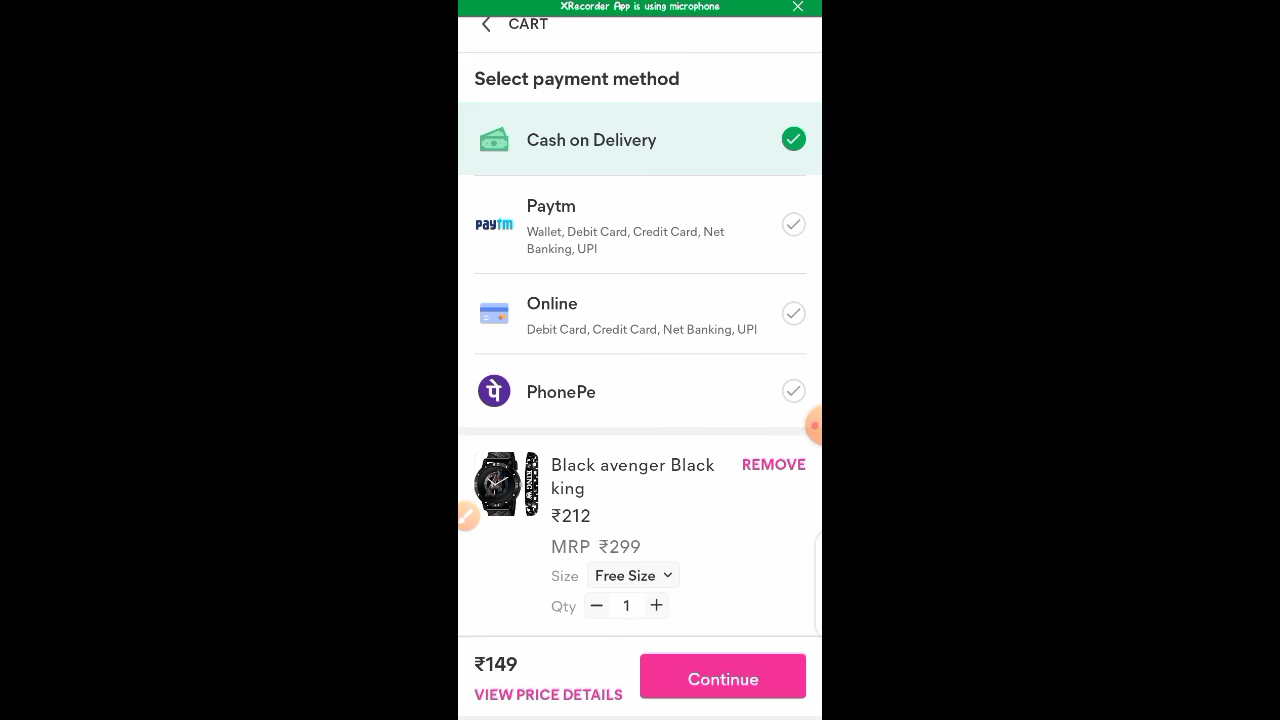 XRecorder App is using microphone
CART
Select payment method
Cash on Delivery
Paytm
paytm
Wallet, Debit Card, Credit Card, Net
Banking, UPI
Online
Debit Card, Credit Card, Net Banking, UPI
पे
PhonePe
Black avenger Black
king
REMOVE
KING
₹212
MRP ₹299
Size Free Size
Qty − 1 +
₹149
VIEW PRICE DETAILS
Continue